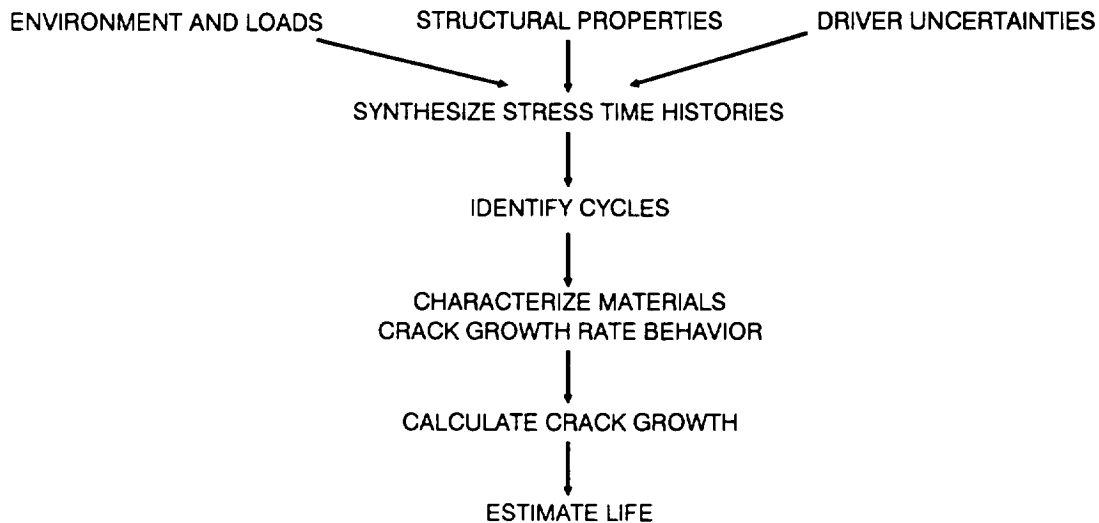 ENVIRONMENT AND LOADS
STRUCTURAL PROPERTIES
DRIVER UNCERTAINTIES
SYNTHESIZE STRESS TIME HISTORIES
IDENTIFY CYCLES
CHARACTERIZE MATERIALS
CRACK GROWTH RATE BEHAVIOR
CALCULATE CRACK GROWTH
ESTIMATE LIFE